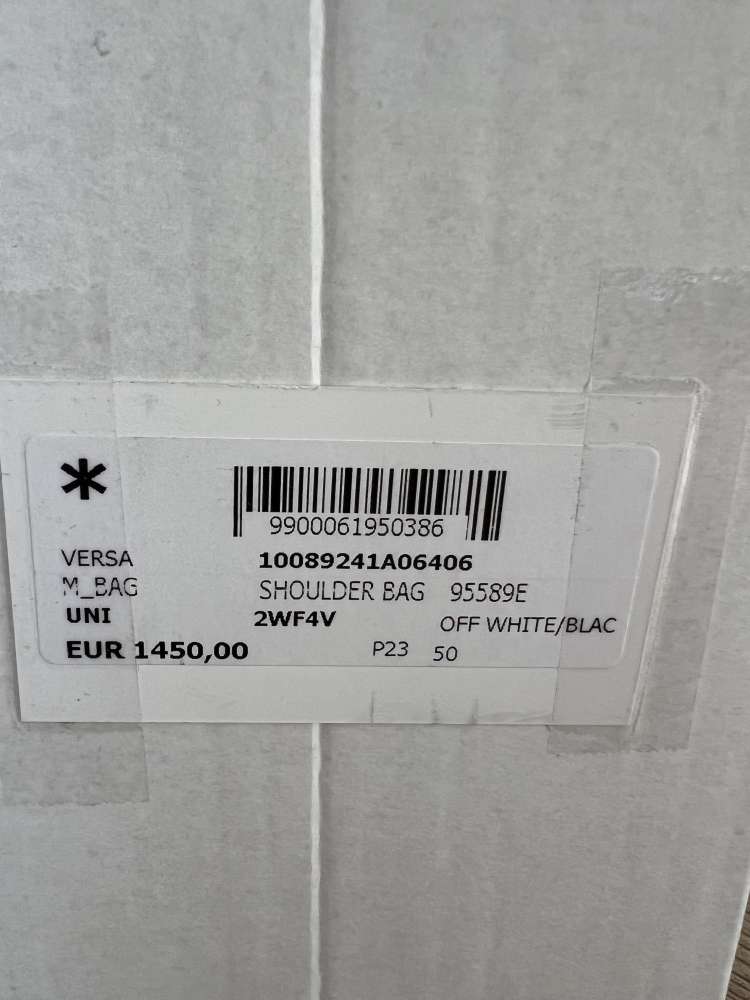 *
9900061950386
VERSA 10089241A06406
M_BAG SHOULDER BAG 95589E
UNI 2WF4V OFF WHITE/BLAC
EUR 1450,00 P23 50